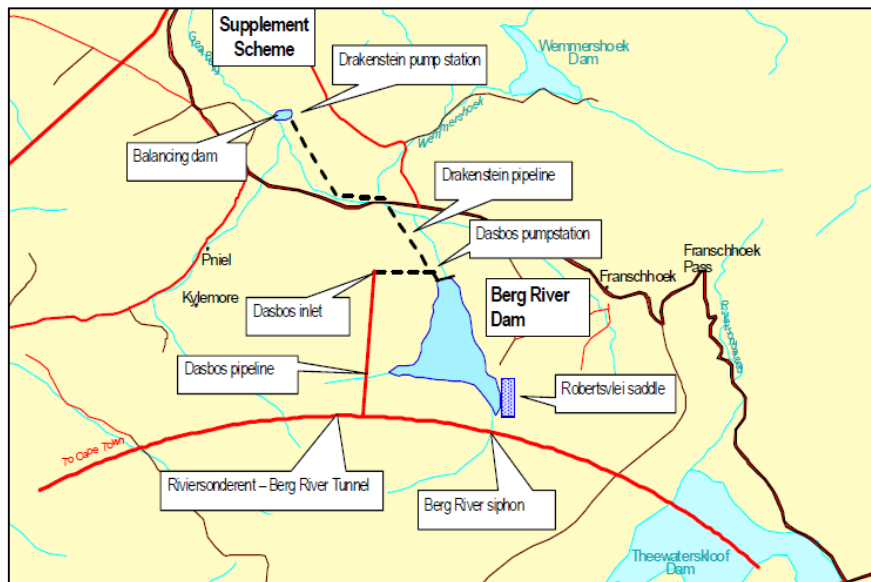 Supplement
Scheme
Drakenstein pump station
Wemmershoek
Dam
Balancing dam
Wemmershoek
Drakenstein pipeline
Dasbos pumpstation
Pniel
Kylemore
Dasbos inlet
Berg River
Dam
Franschhoek
Franschhoek
Pass
Dasbos pipeline
Robertsvlei saddle
To Cape Town
Riviersonderent – Berg River Tunnel
Berg River siphon
Theewaterskloof
Dam